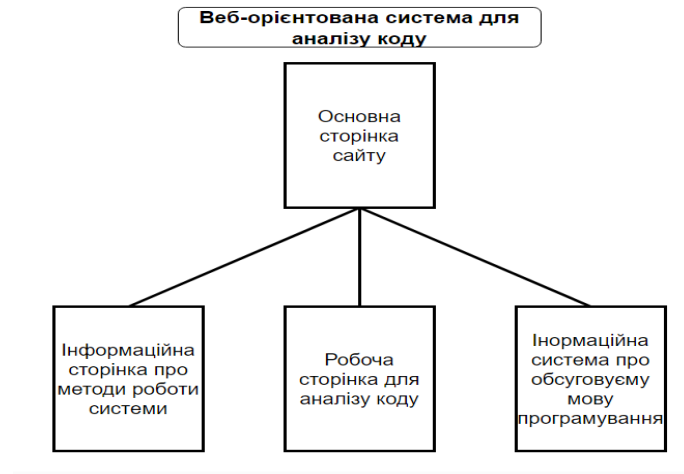 Веб-орієнтована система для
аналізу коду
Основна
сторінка
сайту
Інформаційна
сторінка про
методи роботи
системи
Робоча
сторінка для
аналізу коду
Інормаційна
система про
обсуговуєму
мову
програмування